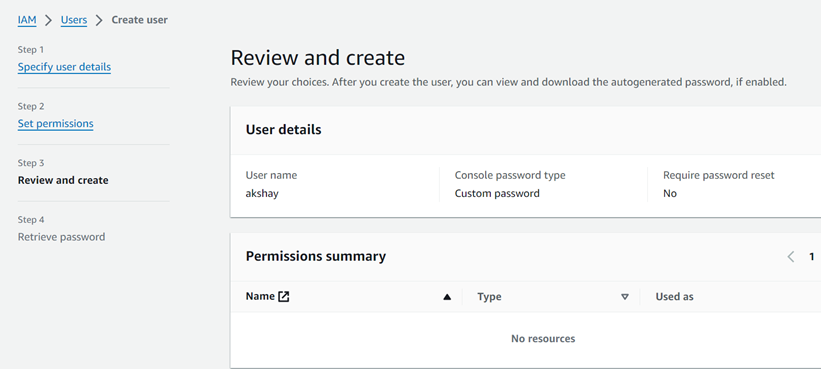 IAM > Users > Create user
Step 1
Specify user details
Step 2
Set permissions
Step 3
Review and create
Step 4
Retrieve password
Review and create
Review your choices. After you create the user, you can view and download the autogenerated password, if enabled.
User details
User name Console password type Require password reset
akshay Custom password No
Permissions summary < 1
Name Type Used as
No resources